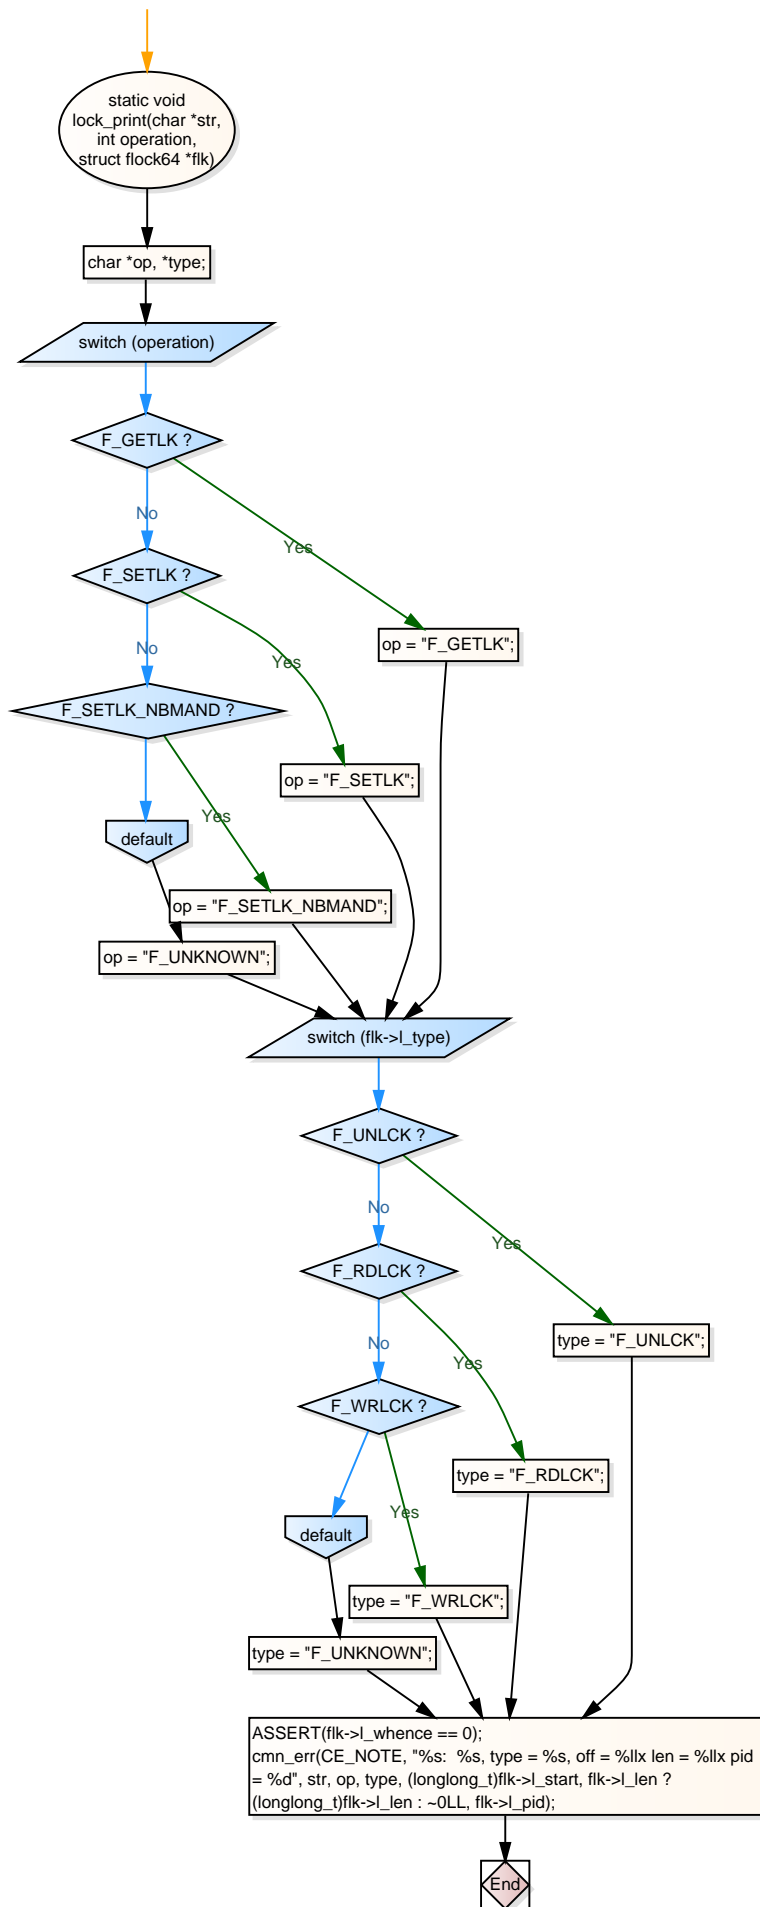 static void
lock_print(char *str,
int operation,
struct flock64 *flk)
char *op, *type;
switch (operation)
F_GETLK ?
No
Yes
F_SETLK ?
op = "F_GETLK";
No
Yes
F_SETLK_NBMAND ?
op = "F_SETLK";
Yes
default
op = "F_SETLK_NBMAND";
op = "F_UNKNOWN";
switch (flk->l_type)
F_UNLCK ?
No
Yes
F_RDLCK ?
type = "F_UNLCK";
No
Yes
F_WRLCK ?
type = "F_RDLCK";
Yes
default
type = "F_WRLCK";
type = "F_UNKNOWN";
ASSERT(flk->l_whence == 0);
cmn_err(CE_NOTE, "%s:  %s, type = %s, off = %llx len = %llx pid
= %d", str, op, type, (longlong_t)flk->l_start, flk->l_len ?
(longlong_t)flk->l_len : ~0LL, flk->l_pid);
End